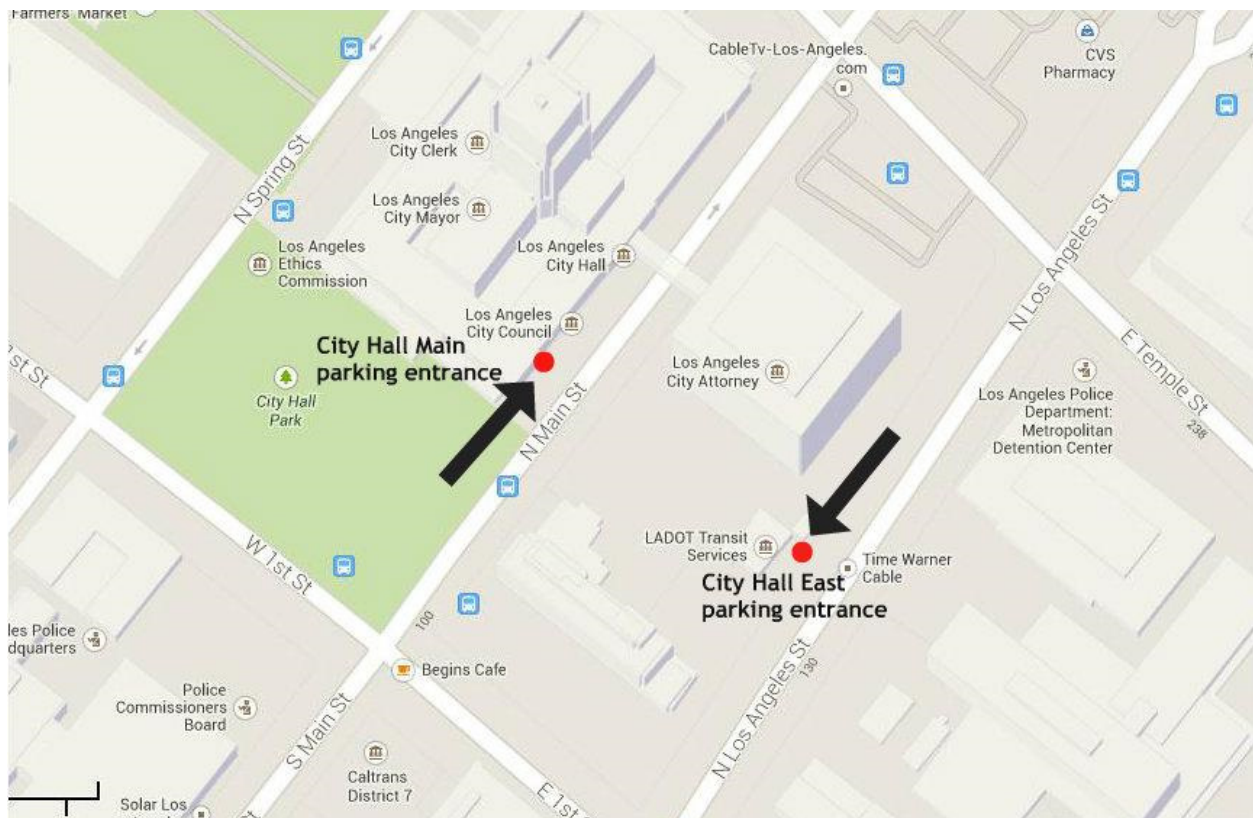 Farmers' Market
CableTv-Los-Angeles.
com
CVS
Pharmacy
Los Angeles
City Clerk
N Spring St
Los Angeles
City Mayor
Los Angeles
Ethics
Commission
Los Angeles
City Hall
N Los Angeles St
Los Angeles
City Council
City Hall Main
parking entrance
E Temple St
238
1st St
City Hall
Park
Los Angeles
City Attorney
N Main St
Los Angeles Police
Department:
Metropolitan
Detention Center
LADOT Transit
Services
Time Warner
Cable
City Hall East
parking entrance
W 1st St
100
les Police
dquarters
Begins Cafe
130
N Los Angeles St
Police
Commissioners
Board
S Main St
Caltrans
District 7
E 1st
Solar Los